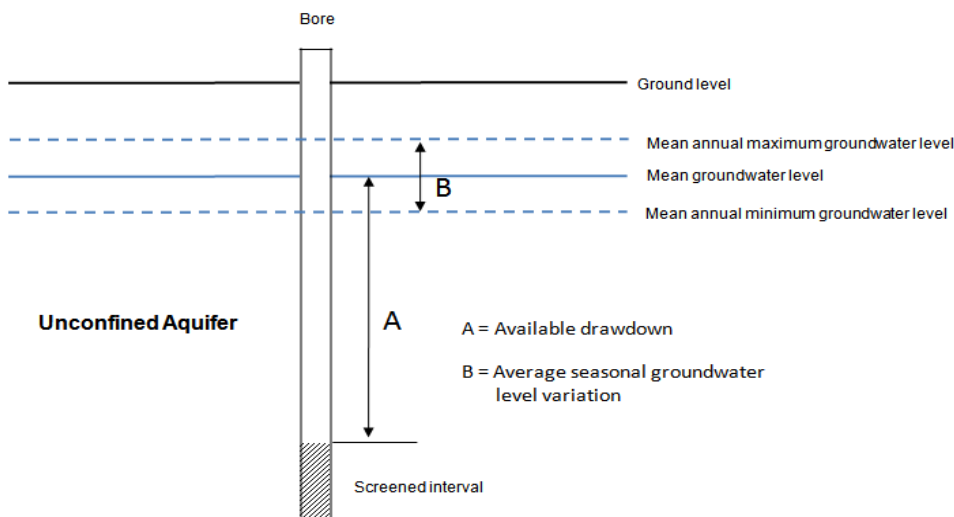 Bore
Ground level
Mean annual maximum groundwater level
Mean groundwater level
B
Mean annual minimum groundwater level
Unconfined Aquifer
A
A = Available drawdown
B = Average seasonal groundwater
level variation
Screened interval